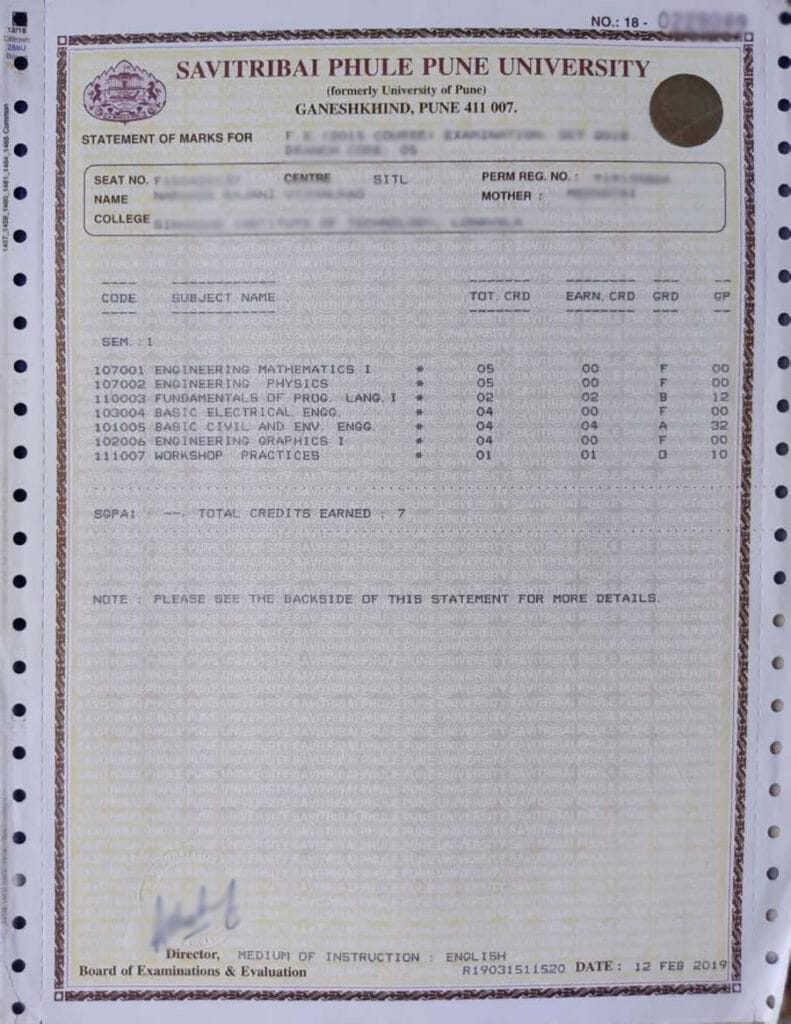 NO.: 18 -
12/18
SAVITRIBAI PHULE PUNE UNIVERSITY
(formerly University of Pune)
GANESHKHIND, PUNE 411 007.
STATEMENT OF MARKS FOR
SEAT NO. CENTRE SITL PERM REG. NO. :
NAME MOTHER :
COLLEGE
CODE SUBJECT NAME TOT. CRD EARN. CRD GRD GP
SEM. : 1
107001 ENGINEERING MATHEMATICS I * 05 00 F 00
107002 ENGINEERING PHYSICS * 05 00 F 00
110003 FUNDAMENTALS OF PROG. LANG. I * 02 02 B 12
103004 BASIC ELECTRICAL ENGG. * 04 00 F 00
101005 BASIC CIVIL AND ENV. ENGG. * 04 04 A 32
102006 ENGINEERING GRAPHICS I * 04 00 F 00
111007 WORKSHOP PRACTICES * 01 01 O 10
SGPA1 : --, TOTAL CREDITS EARNED : 7
NOTE : PLEASE SEE THE BACKSIDE OF THIS STATEMENT FOR MORE DETAILS.
Director, MEDIUM OF INSTRUCTION : ENGLISH
Board of Examinations & Evaluation R19031511520 DATE : 12 FEB 2019